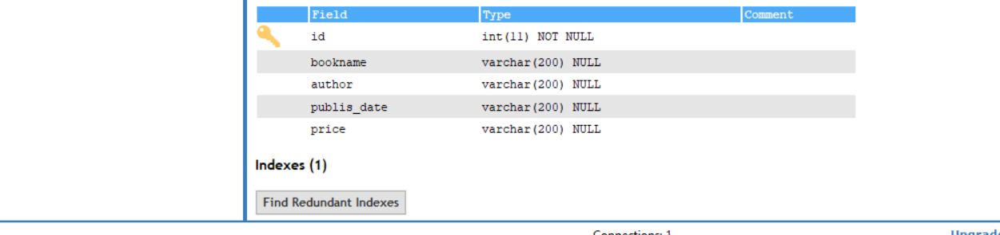 Field Type Comment
id int(11) NOT NULL
bookname varchar(200) NULL
author varchar(200) NULL
publis_date varchar(200) NULL
price varchar(200) NULL
Indexes (1)
Find Redundant Indexes
Connections: 1 Upgrade